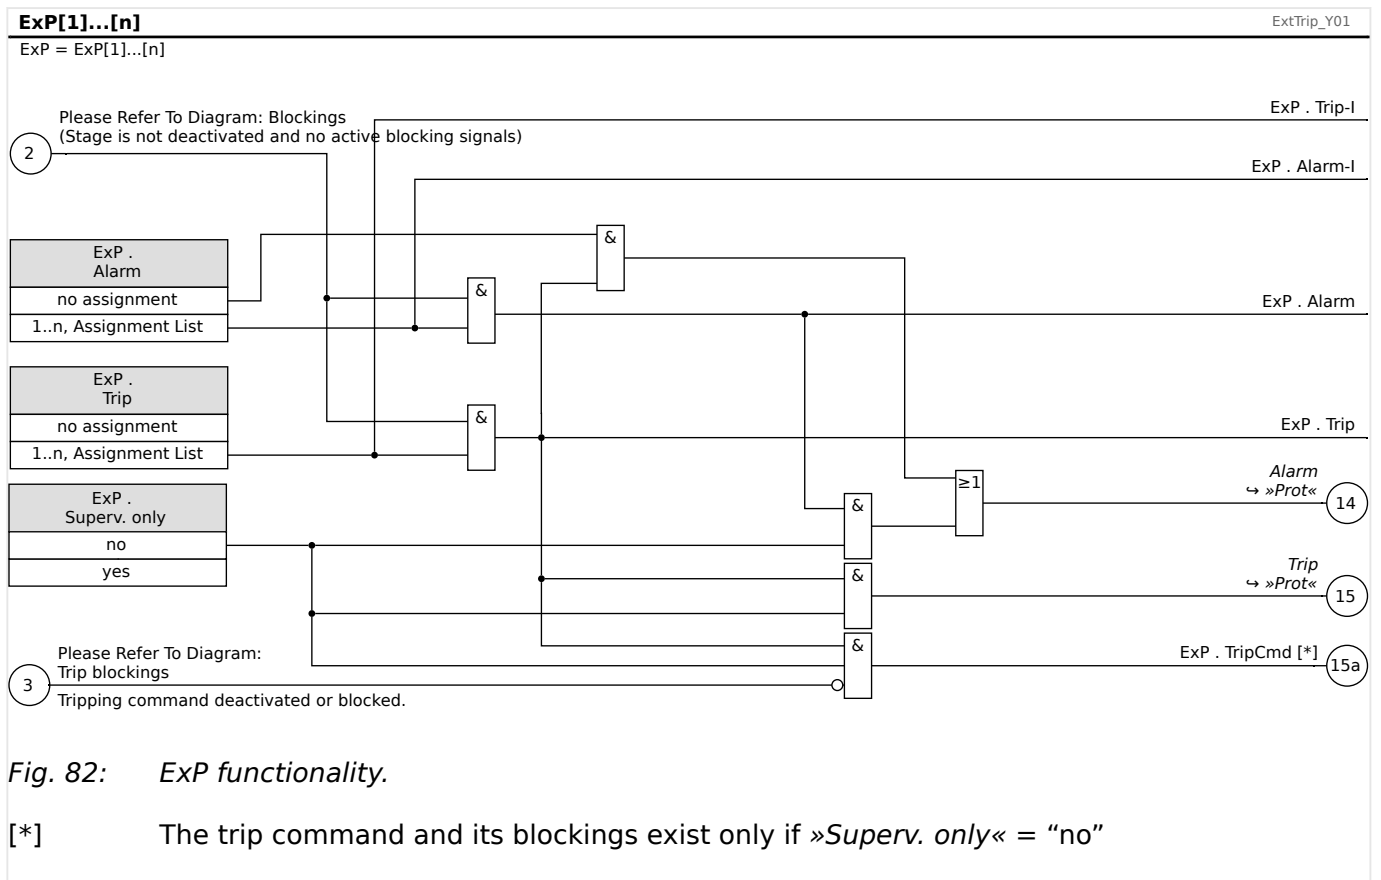 ExP[1]...[n]
ExtTrip_Y01
ExP = ExP[1]...[n]
Please Refer To Diagram: Blockings
(Stage is not deactivated and no active blocking signals)
2
ExP . Trip-I
ExP . Alarm-I
ExP .
Alarm
no assignment
1..n, Assignment List
&
&
ExP . Alarm
ExP .
Trip
no assignment
1..n, Assignment List
&
ExP . Trip
ExP .
Superv. only
no
yes
&
≥1
Alarm
↪ »Prot«
14
&
Trip
↪ »Prot«
15
&
ExP . TripCmd [*]
15a
Please Refer To Diagram:
Trip blockings
3
Tripping command deactivated or blocked.
Fig. 82: ExP functionality.
[*] The trip command and its blockings exist only if »Superv. only« = “no”